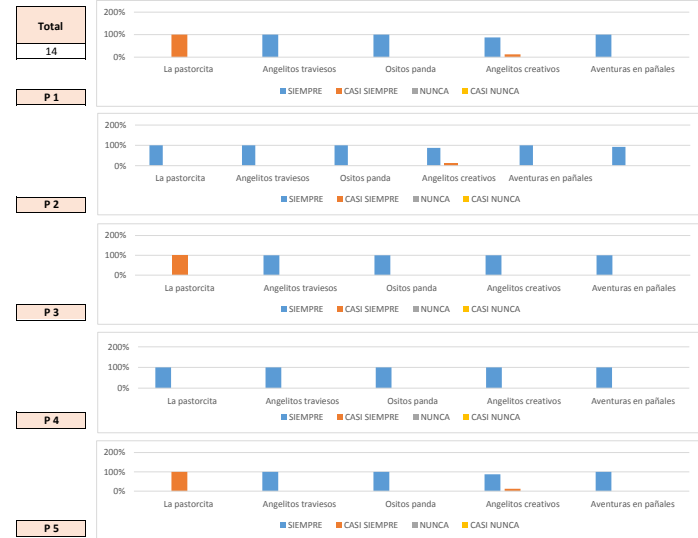 Total
14
200%
100%
0%
La pastorcita Angelitos traviesos Ositos panda Angelitos creativos Aventuras en pañales
SIEMPRE CASI SIEMPRE NUNCA CASI NUNCA
P 1
200%
100%
0%
La pastorcita Angelitos traviesos Ositos panda Angelitos creativos Aventuras en pañales
SIEMPRE CASI SIEMPRE NUNCA CASI NUNCA
P 2
200%
100%
0%
La pastorcita Angelitos traviesos Ositos panda Angelitos creativos Aventuras en pañales
SIEMPRE CASI SIEMPRE NUNCA CASI NUNCA
P 3
200%
100%
0%
La pastorcita Angelitos traviesos Ositos panda Angelitos creativos Aventuras en pañales
SIEMPRE CASI SIEMPRE NUNCA CASI NUNCA
P 4
200%
100%
0%
La pastorcita Angelitos traviesos Ositos panda Angelitos creativos Aventuras en pañales
SIEMPRE CASI SIEMPRE NUNCA CASI NUNCA
P 5